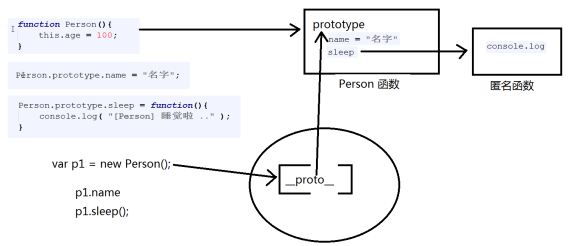 function Person(){
this.age = 100;
}
Person.prototype.name = "名字";
Person.prototype.sleep = function(){
console.log( "[Person] 睡觉啦 .." );
}
var p1 = new Person();
p1.name
p1.sleep();
prototype
name = "名字"
sleep
Person 函数
console.log
匿名函数
__proto__